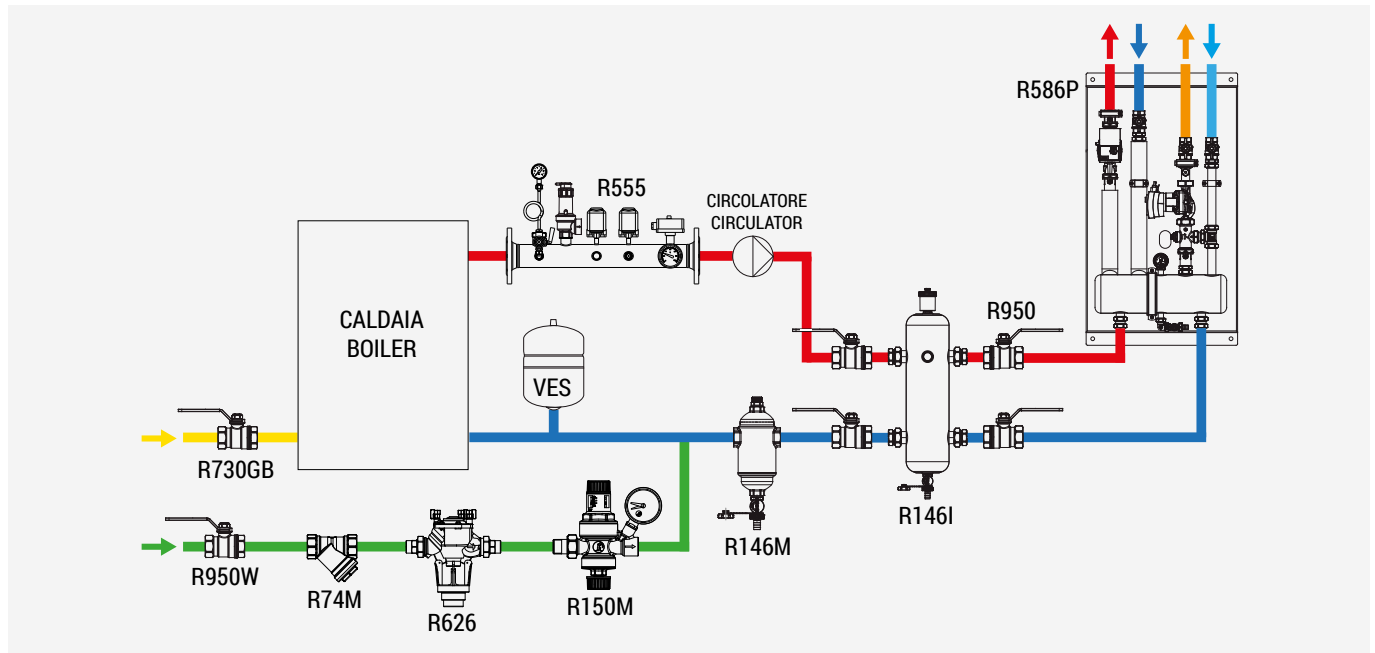 R586P
R555
CIRCOLATORE
CIRCULATOR
CALDAIA
BOILER
R950
VES
R730GB
R146I
R146M
R950W
R74M
R150M
R626